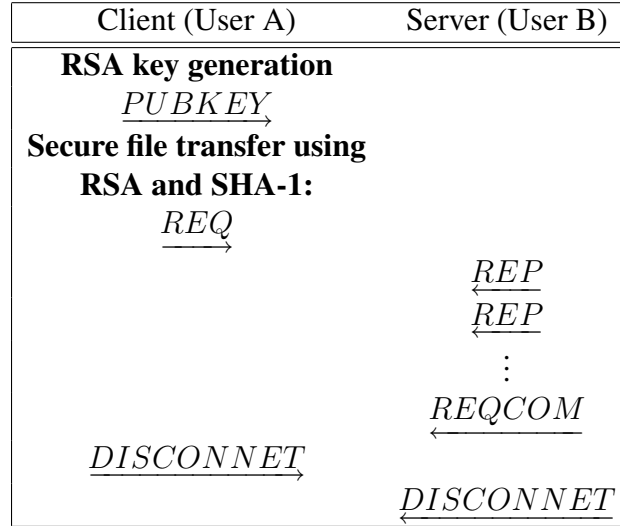 Client (User A) Server (User B)
RSA key generation
PUBKEY
Secure file transfer using
RSA and SHA-1:
REQ
REP
REP
⋮
REQCOM
DISCONNET
DISCONNET